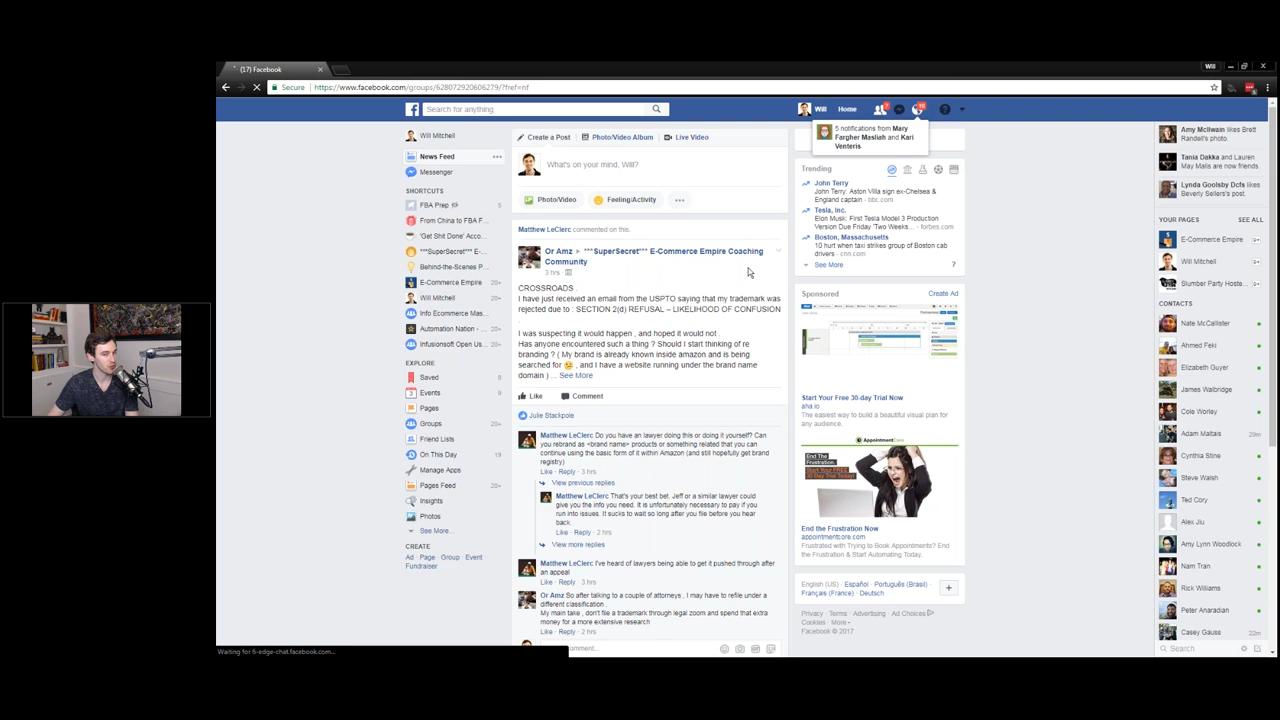 (17) Facebook
Will
Secure
https://www.facebook.com/groups/628072920606279/?fref=nf
Search for anything
Will
Home
7
5 notifications from Mary
Fargher Masliah and Kari
Venteris
Will Mitchell
News Feed
Messenger
SHORTCUTS
FBA Prep
5
From China to FBA F...
'Get Shit Done' Acco...
***SuperSecret*** E-...
Behind-the-Scenes P...
E-Commerce Empire
20+
Will Mitchell
20+
Info Ecommerce Mas...
Automation Nation - ...
20+
Infusionsoft Open Us...
20+
EXPLORE
Saved
Events
3
Pages
Groups
20+
Friend Lists
On This Day
19
Manage Apps
Pages Feed
20+
Insights
Photos
See More...
CREATE
Ad · Page · Group · Event
Fundraiser
Create a Post
Photo/Video Album
Live Video
What's on your mind, Will?
Photo/Video
Feeling/Activity
Matthew LeClerc commented on this.
Or Amz ▸ ***SuperSecret*** E-Commerce Empire Coaching
Community
3 hrs ·
CROSSROADS .
I have just received an email from the USPTO saying that my trademark was
rejected due to : SECTION 2(d) REFUSAL – LIKELIHOOD OF CONFUSION
I was suspecting it would happen , and hoped it would not .
Has anyone encountered such a thing ? Should I start thinking of re
branding ? ( My brand is already known inside amazon and is being
searched for , and I have a website running under the brand name
domain ) ... See More
Like
Comment
Julie Stackpole
Matthew LeClerc Do you have an lawyer doing this or doing it yourself? Can
you rebrand as <brand name> products or something related that you can
continue using the basic form of it within Amazon (and still hopefully get brand
registry)
Like · Reply · 3 hrs
View previous replies
Matthew LeClerc That's your best bet. Jeff or a similar lawyer could
give you the info you need. It is unfortunately necessary to pay if you
run into issues. It sucks to wait so long after you file before you hear
back.
Like · Reply · 2 hrs
View more replies
Matthew LeClerc I've heard of lawyers being able to get it pushed through after
an appeal
Like · Reply · 3 hrs
Or Amz So after talking to a couple of attorneys , I may have to refile under a
different classification .
My main take , don't file a trademark through legal zoom and spend that extra
money for a more extensive research
Like · Reply · 2 hrs
Trending
John Terry
John Terry: Aston Villa sign ex-Chelsea &
England captain - bbc.com
Tesla, Inc.
Elon Musk: First Tesla Model 3 Production
Version Due Friday 'Two Weeks... - forbes.com
Boston, Massachusetts
10 hurt when taxi strikes group of Boston cab
drivers - cnn.com
See More
?
Sponsored
Create Ad
Start Your Free 30-day Trial Now
aha.io
The easiest way to build a beautiful visual plan for
any audience.
AppointmentCore
End The
Frustration.
End the Frustration Now
appointmentcore.com
Frustrated with Trying to Book Appointments? End
the Frustration & Start Automating Today.
English (US) · Español · Português (Brasil) ·
Français (France) · Deutsch
Privacy · Terms · Advertising · Ad Choices
Cookies · More
Facebook © 2017
Amy McIlwain likes Brett
Randell's photo.
Tania Dakka and Lauren
May Malis are now friends
Lynda Goolsby Dcfs likes
Beverly Sellers's post.
YOUR PAGES
SEE ALL
E-Commerce Empire
Will Mitchell
Slumber Party Hoste...
CONTACTS
Nate McCallister
Ahmed Feki
Elizabeth Guyer
James Walbridge
Cole Worley
Adam Maltais
29m
Cynthia Stine
Steve Walsh
Ted Cory
Alex Jiu
Amy Lynn Woodlock
Nam Tran
Rick Williams
Peter Anaradian
Casey Gauss
22m
Search
Waiting for 6-edge-chat.facebook.com...